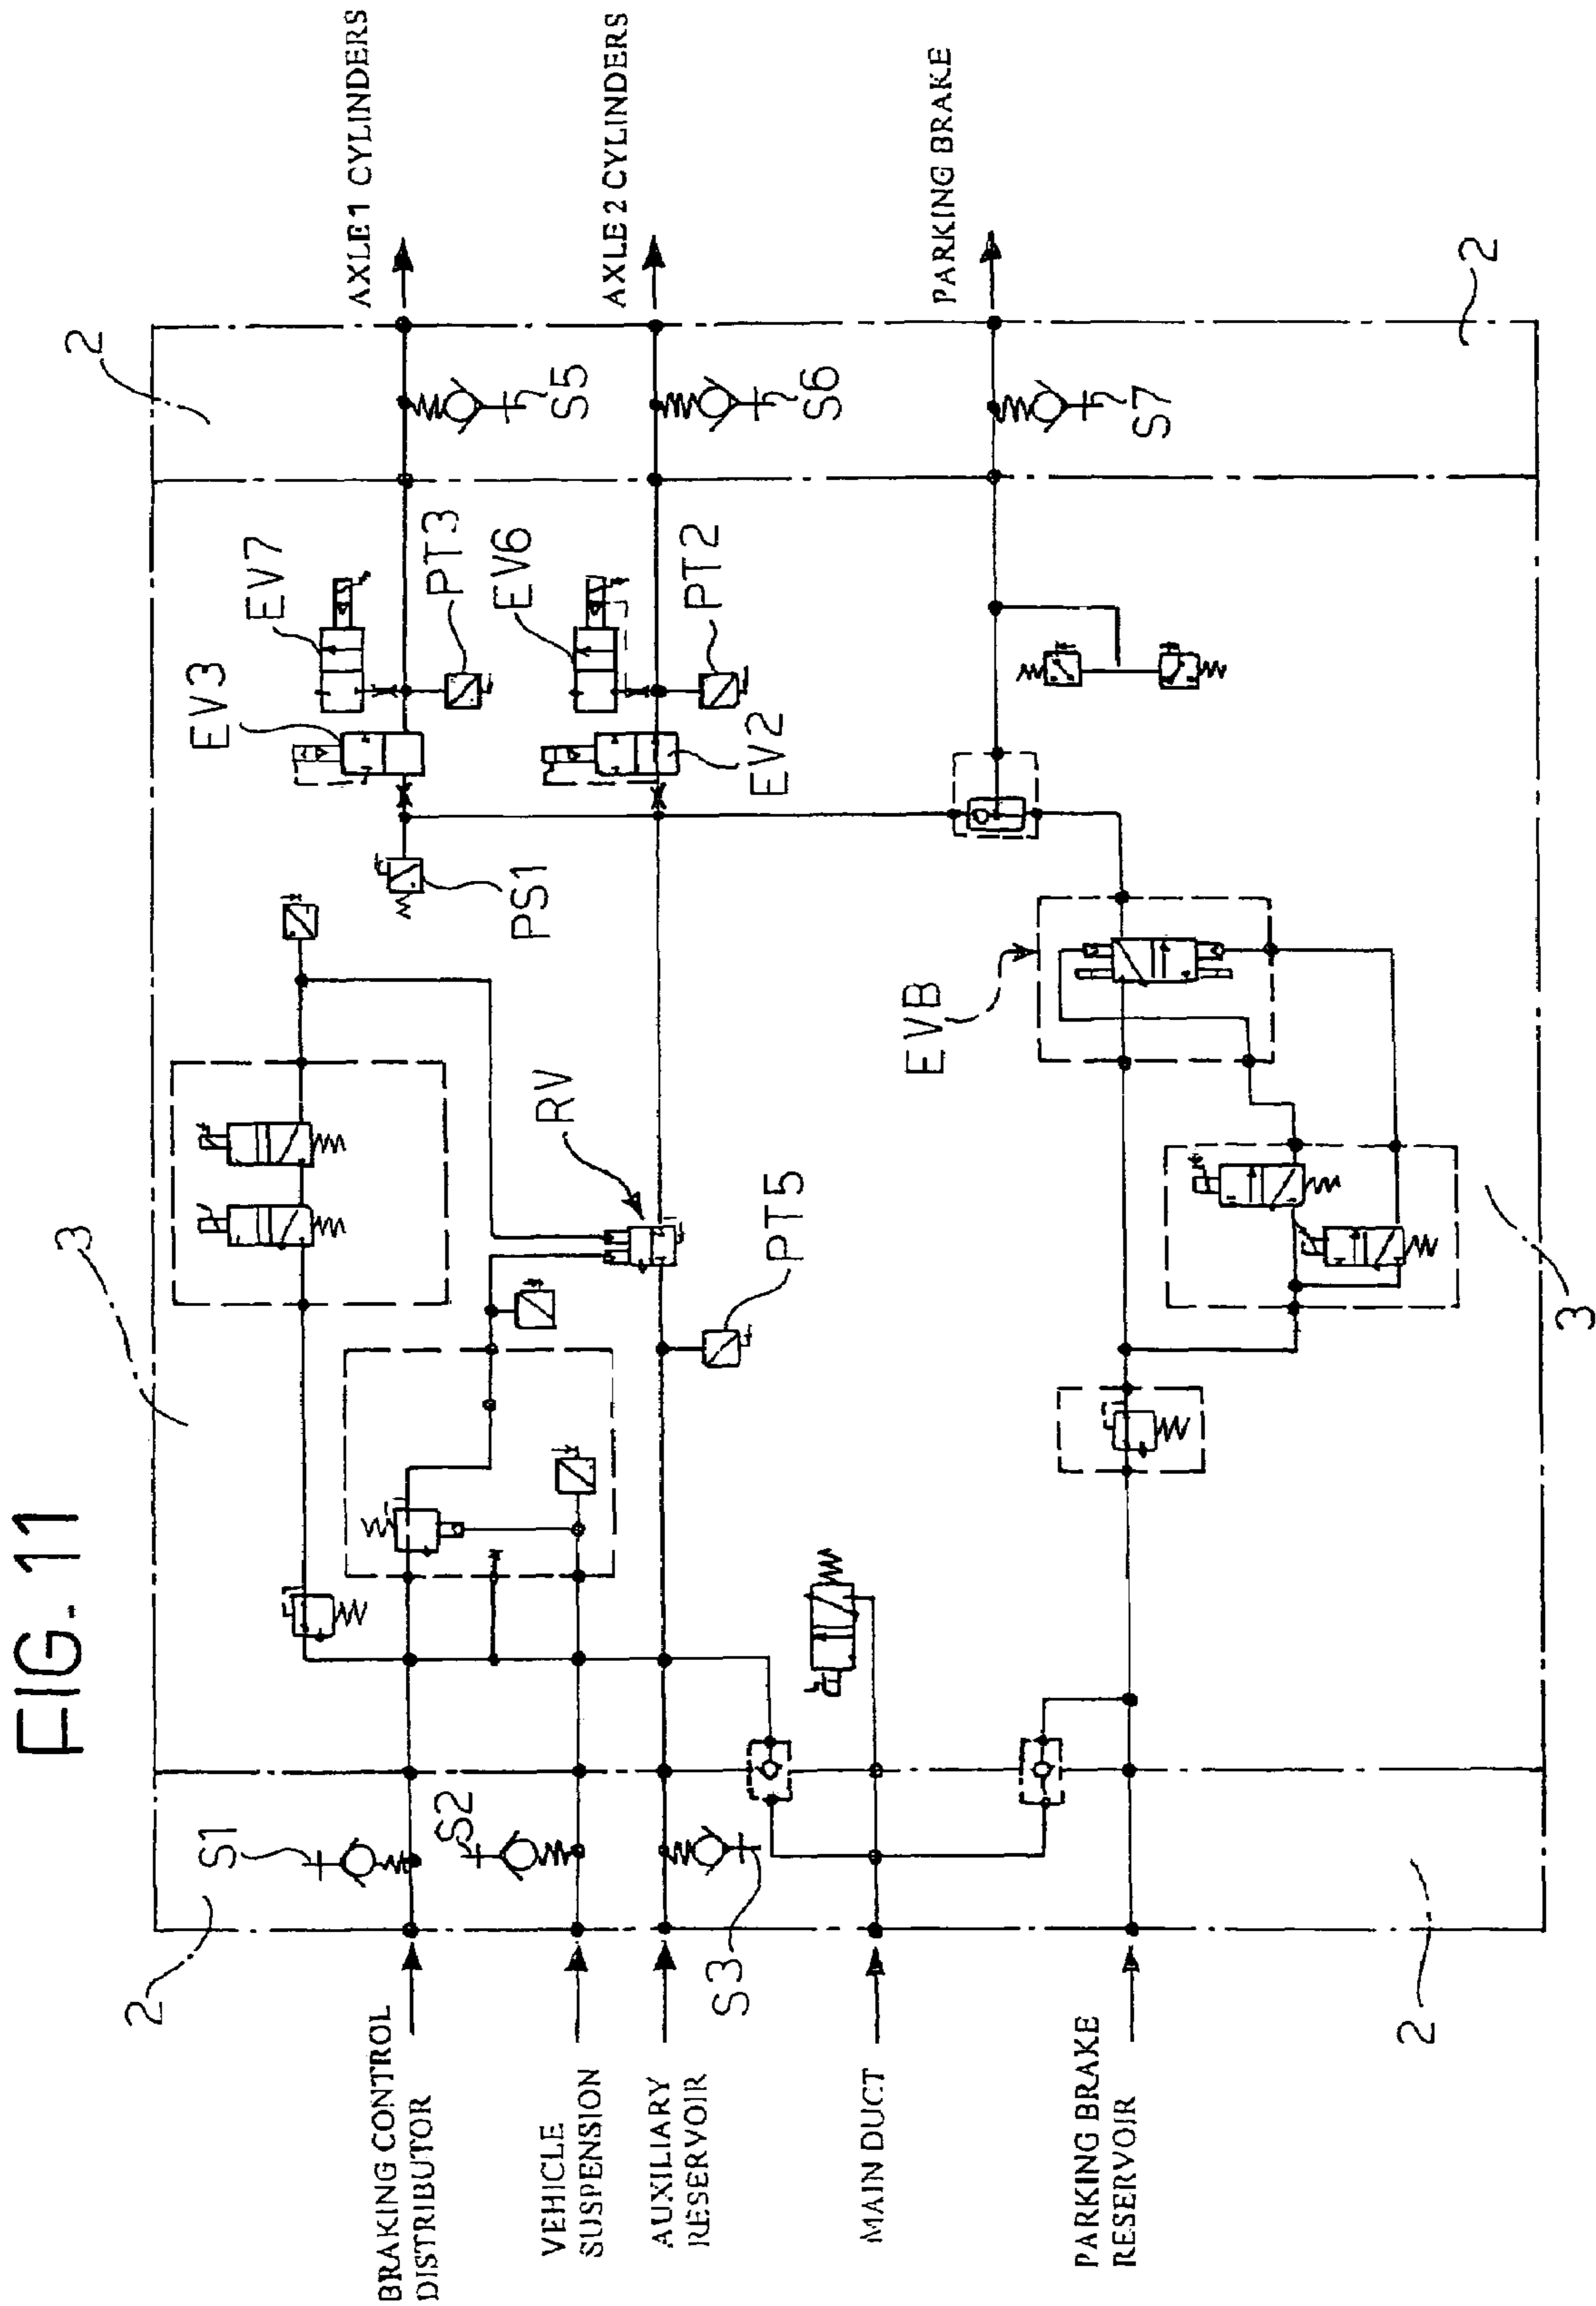 FIG. 11
BRAKING CONTROL
DISTRIBUTOR
VEHICLE
SUSPENSION
AUXILIARY
RESERVOIR
MAIN DUCT
PARKING BRAKE
RESERVOIR
2
S1
S2
S3
2
3
RV
PT5
EVB
3
PS1
EV3
EV7
PT3
EV6
PT2
EV2
2
S5
S6
S7
2
AXLE 1 CYLINDERS
AXLE 2 CYLINDERS
PARKING BRAKE